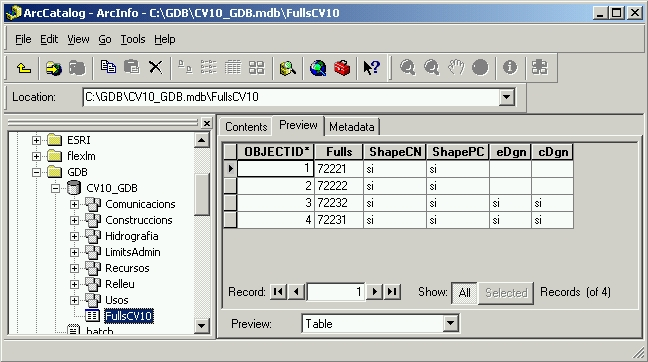 ArcCatalog - ArcInfo - C:\GDB\CV10_GDB.mdb\FullsCV10
File Edit View Go Tools Help
Location: C:\GDB\CV10_GDB.mdb\FullsCV10
ESRI
flexlm
GDB
CV10_GDB
Comunicacions
Construccions
Hidrografia
LimitsAdmin
Recursos
Relleu
Usos
FullsCV10
batch
Contents Preview Metadata
OBJECTID* Fulls ShapeCN ShapePC eDgn cDgn
1 72221 si si
2 72222 si si
3 72232 si si si si
4 72231 si si si si
Record: 1 Show: All Selected Records (of 4)
Preview: Table